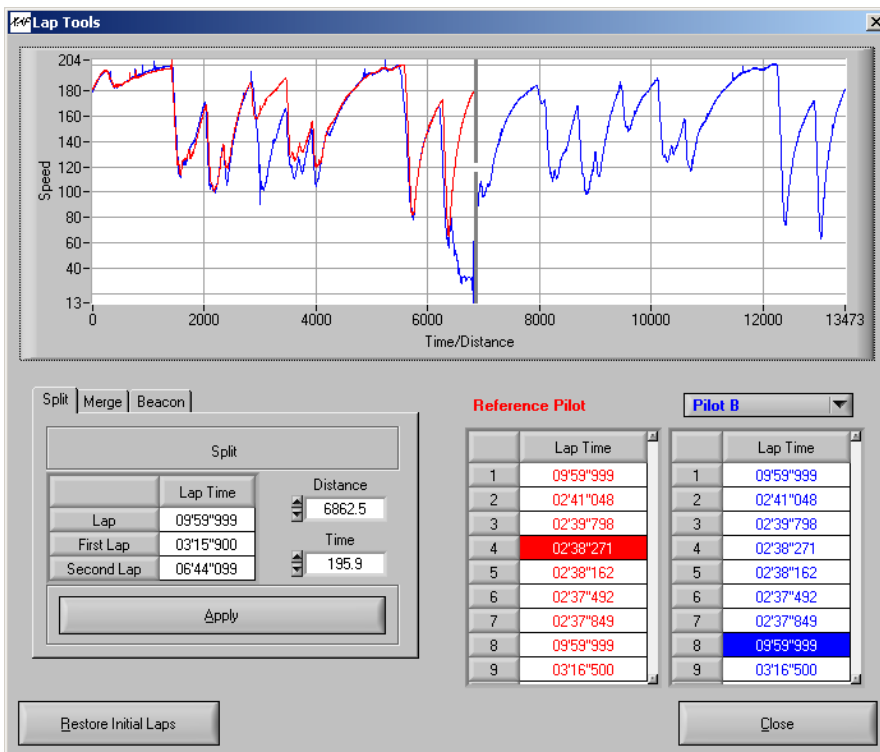 Lap Tools
204
180
160
140
120
100
80
60
40
13
Speed
0 2000 4000 6000 8000 10000 12000 13473
Time/Distance
Split Merge Beacon
Split
Lap Time
Lap 09'59"999
First Lap 03'15"900
Second Lap 06'44"099
Distance
6862.5
Time
195.9
Apply
Reference Pilot
Lap Time
1 09'59"999
2 02'41"048
3 02'39"798
4 02'38"271
5 02'38"162
6 02'37"492
7 02'37"849
8 09'59"999
9 03'16"500
Pilot B
Lap Time
1 09'59"999
2 02'41"048
3 02'39"798
4 02'38"271
5 02'38"162
6 02'37"492
7 02'37"849
8 09'59"999
9 03'16"500
Restore Initial Laps
Close